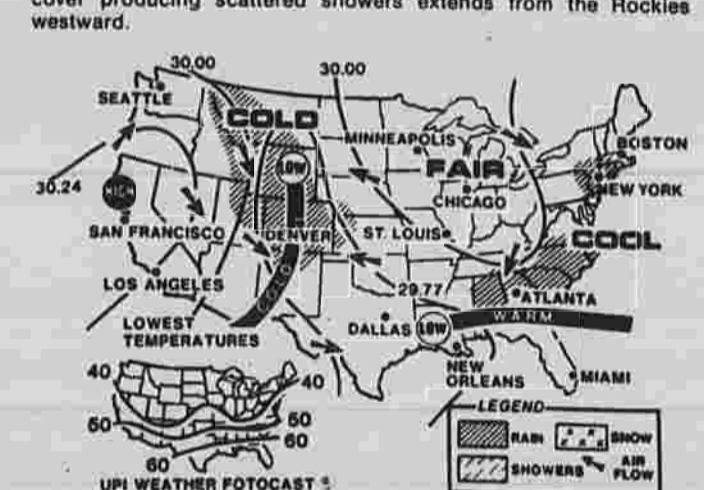 cover producing scattered showers extends from the Rockies
westward.
30.00
30.00
SEATTLE
COLD
MINNEAPOLIS
BOSTON
LOW
FAIR
30.24
HIGH
NEW YORK
CHICAGO
SAN FRANCISCO
DENVER
ST. LOUIS
COOL
LOS ANGELES
COLD
29.77
ATLANTA
LOWEST
TEMPERATURES
DALLAS
LOW
WARM
NEW
ORLEANS
MIAMI
40
40
50
50
60
60
UPI WEATHER FOTOCAST
LEGEND
RAIN
SNOW
SHOWERS
AIR
FLOW